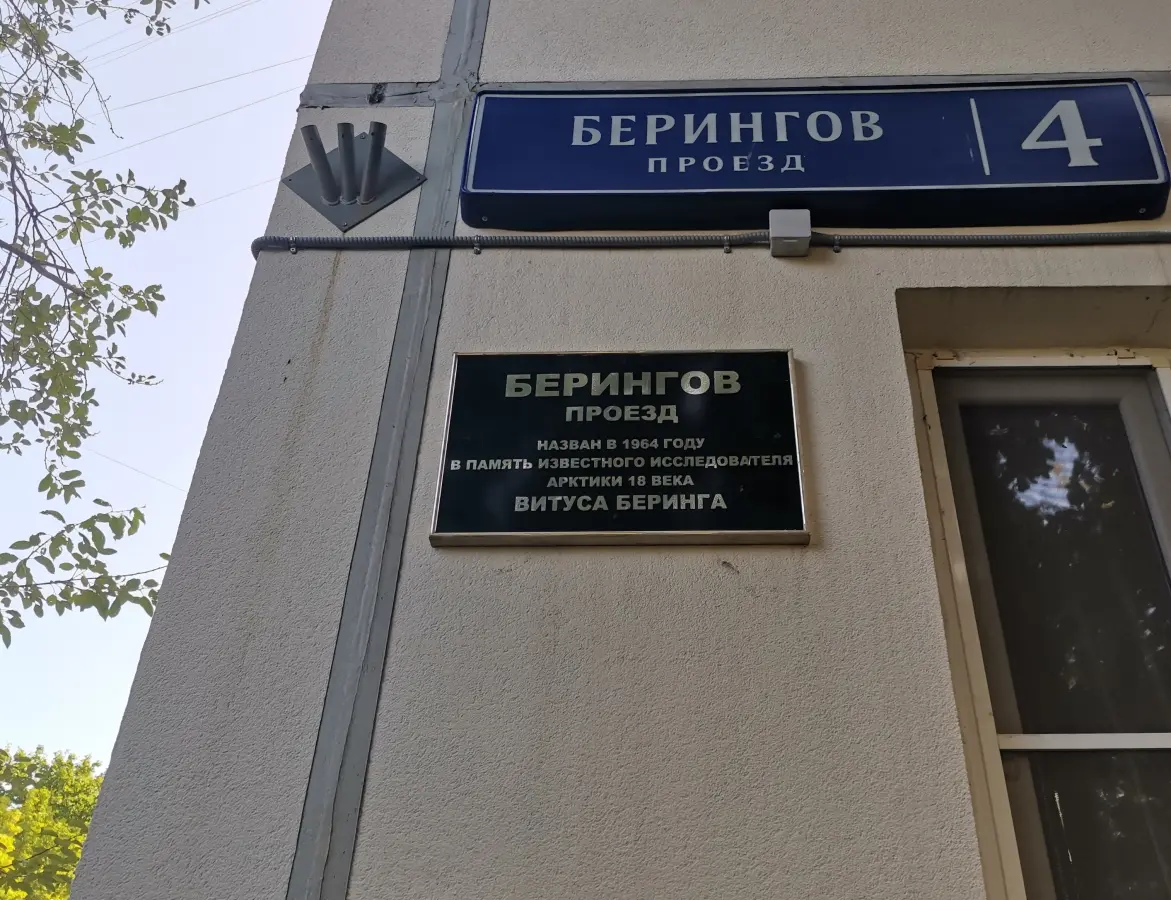 БЕРИНГОВ
ПРОЕЗД
4
БЕРИНГОВ
ПРОЕЗД
НАЗВАН В 1964 ГОДУ
В ПАМЯТЬ ИЗВЕСТНОГО ИССЛЕДОВАТЕЛЯ
АРКТИКИ 18 ВЕКА
ВИТУСА БЕРИНГА